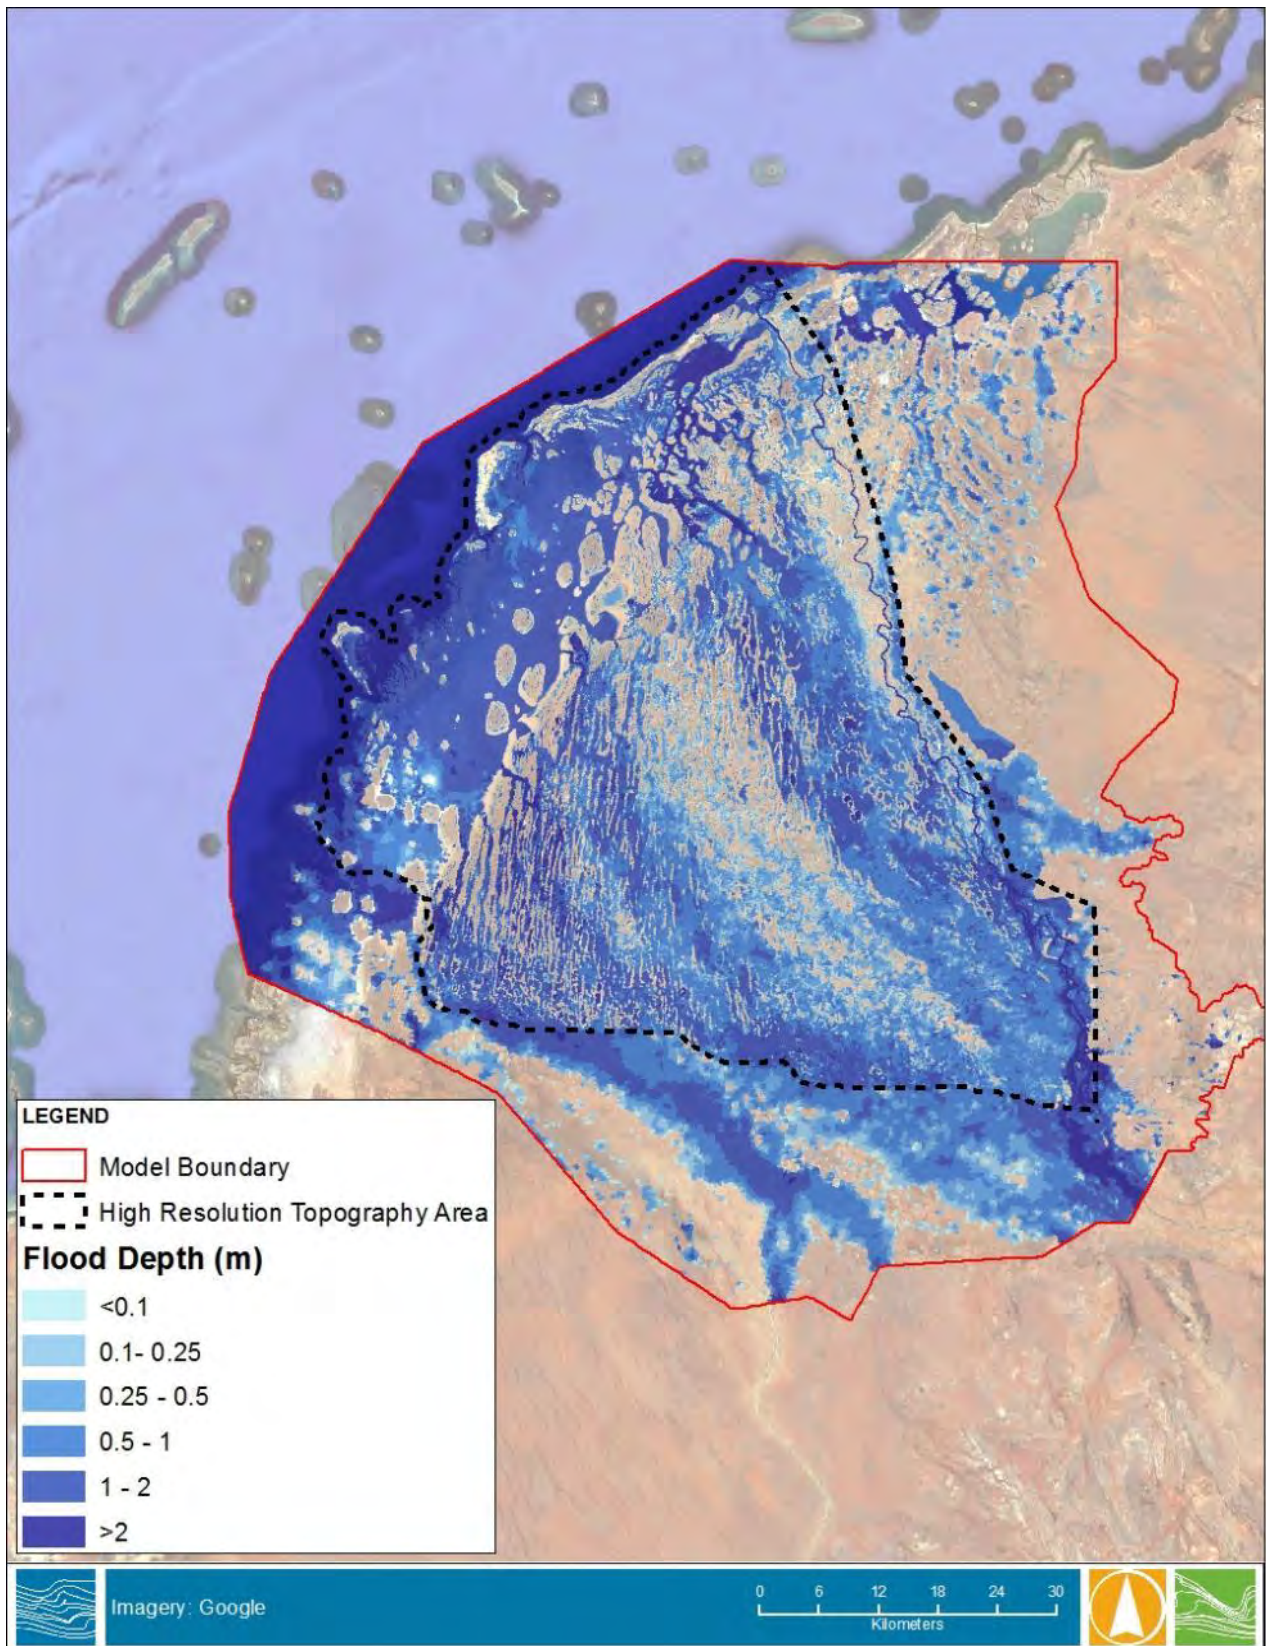 LEGEND
Model Boundary
High Resolution Topography Area
Flood Depth (m)
<0.1
0.1- 0.25
0.25 - 0.5
0.5 - 1
1 - 2
>2
Imagery: Google
0 6 12 18 24 30
Kilometers